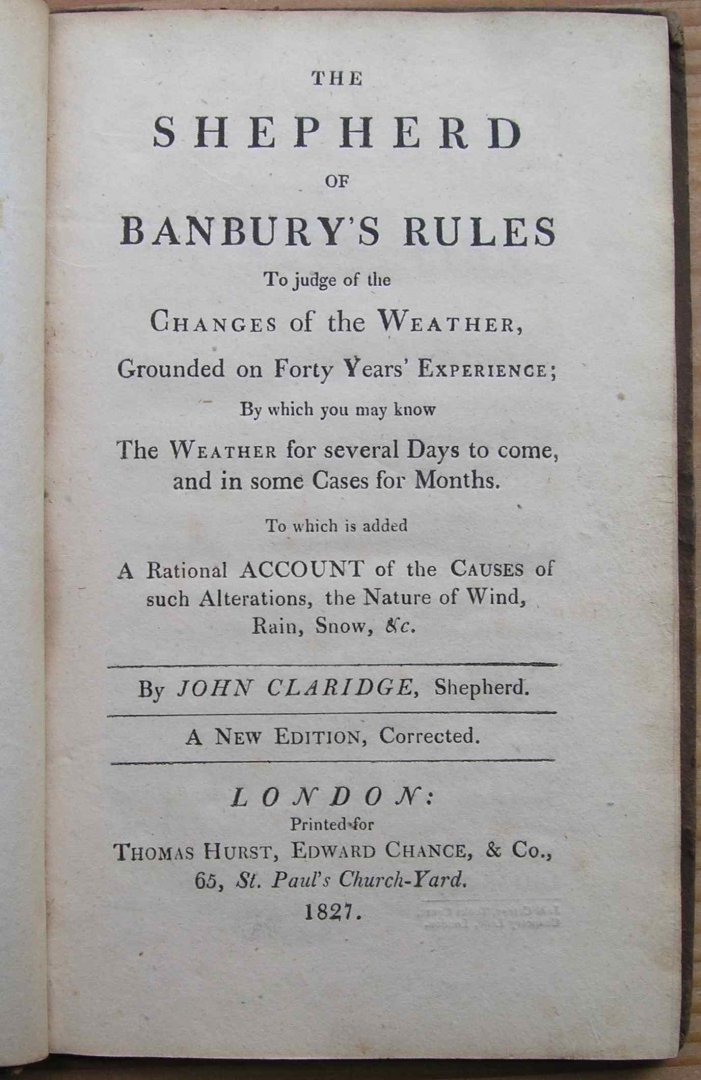 THE
SHEPHERD
OF
BANBURY'S RULES
To judge of the
CHANGES of the WEATHER,
Grounded on Forty Years' EXPERIENCE;
By which you may know
The WEATHER for several Days to come,
and in some Cases for Months.
To which is added
A Rational ACCOUNT of the CAUSES of
such Alterations, the Nature of Wind,
Rain, Snow, &c.
By JOHN CLARIDGE, Shepherd.
A NEW EDITION, Corrected.
LONDON:
Printed for
THOMAS HURST, EDWARD CHANCE, & Co.,
65, St. Paul's Church-Yard.
1827.